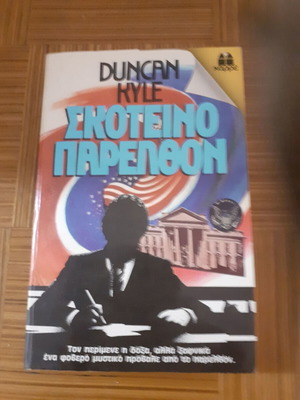 DUNCAN
KYLE
ΣΚΟΤΕΙΝΟ
ΠΑΡΕΛΘΟΝ
Τον περίμενε η δόξα, αλλά ξαφνικά
ένα φοβερό μυστικό πρόβαλε από το παρελθόν.